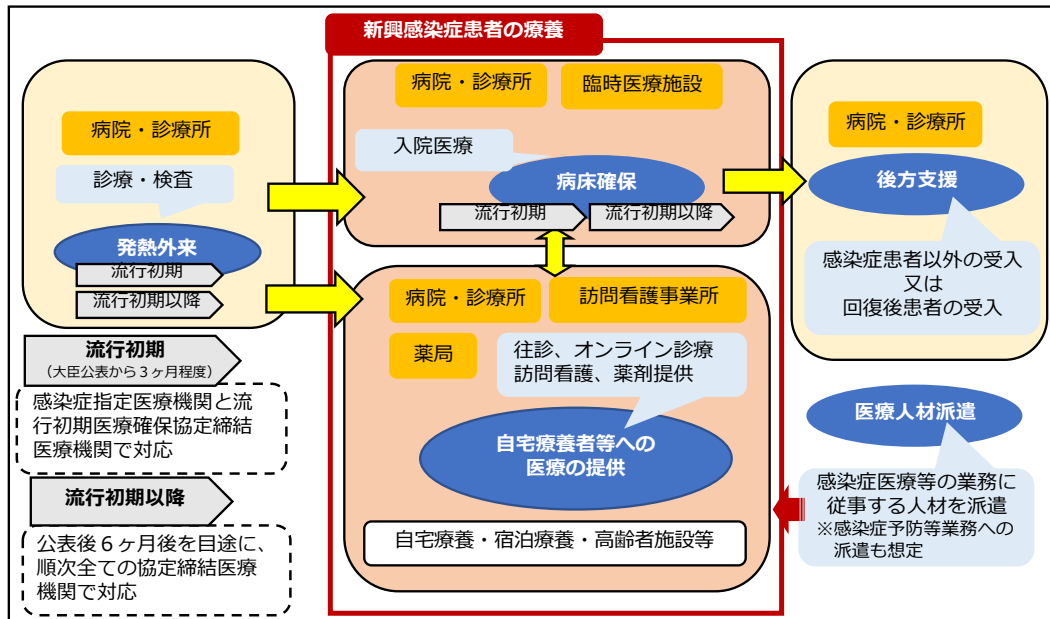 新興感染症患者の療養
病院・診療所
診療・検査
発熱外来
流行初期
流行初期以降
流行初期
（大臣公表から３ヶ月程度）
感染症指定医療機関と流
行初期医療確保協定締結
医療機関で対応
流行初期以降
公表後６ヶ月後を目途に、
順次全ての協定締結医療
機関で対応
病院・診療所
臨時医療施設
入院医療
病床確保
流行初期
流行初期以降
病院・診療所
訪問看護事業所
薬局
往診、オンライン診療
訪問看護、薬剤提供
自宅療養者等への
医療の提供
自宅療養・宿泊療養・高齢者施設等
病院・診療所
後方支援
感染症患者以外の受入
又は
回復後患者の受入
医療人材派遣
感染症医療等の業務に
従事する人材を派遣
※感染症予防等業務への
派遣も想定